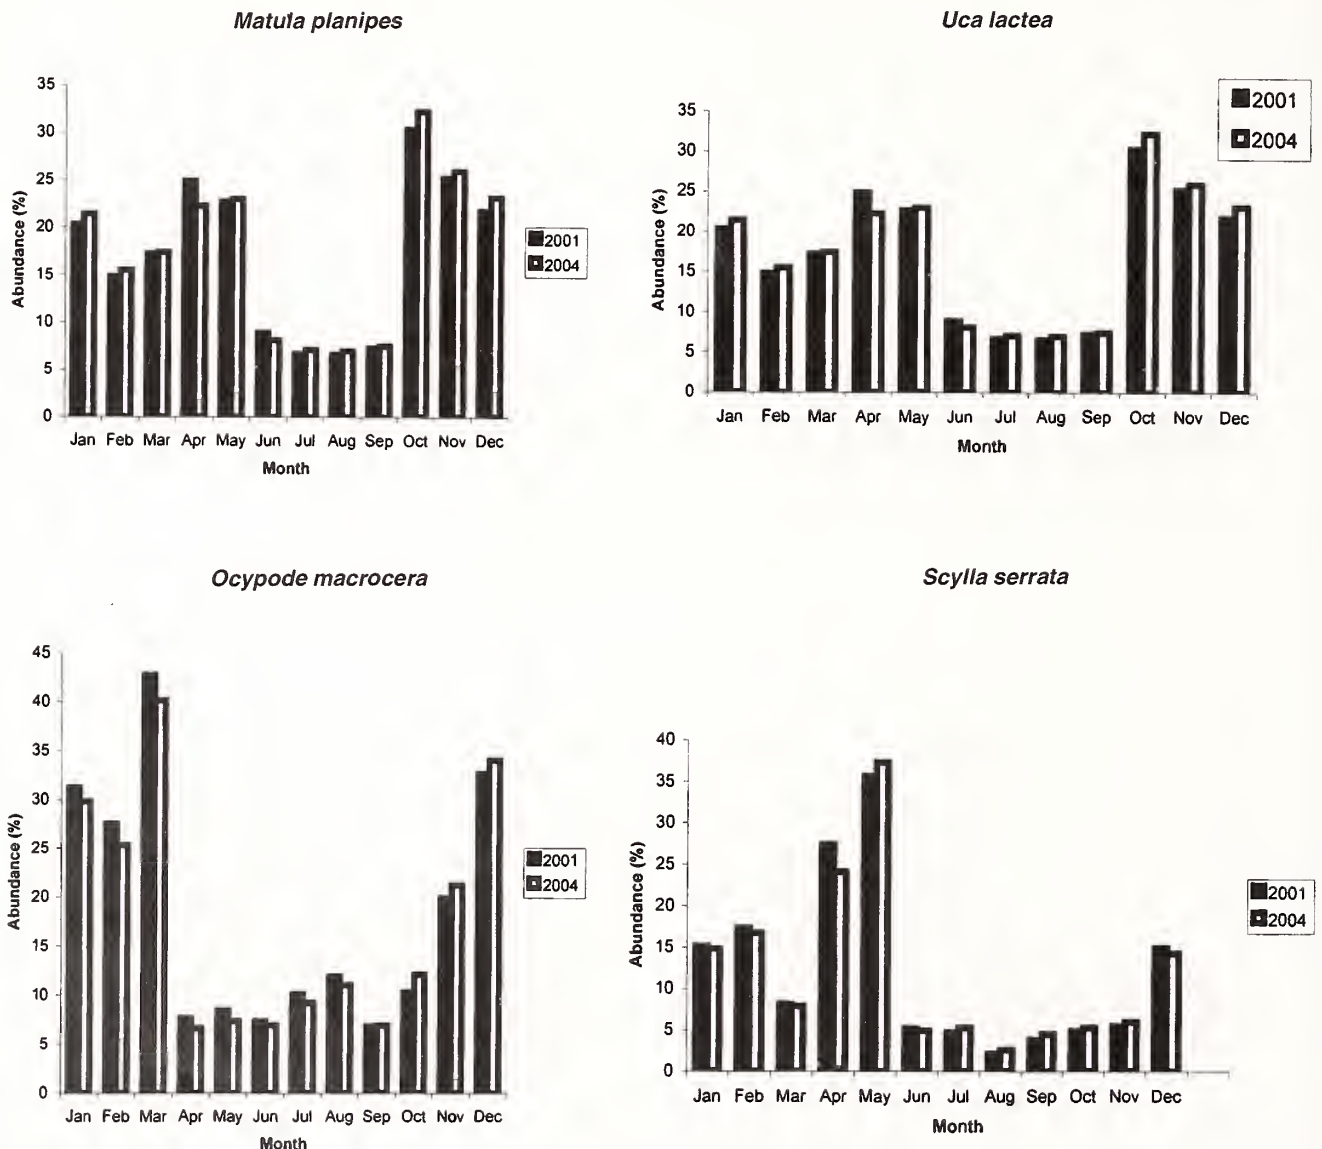 Matula planipes
35
30
25
20
15
10
5
0
Abundance (%)
Jan Feb Mar Apr May Jun Jul Aug Sep Oct Nov Dec
Month
2001
2004
Uca lactea
35
30
25
20
15
10
5
0
Abundance (%)
Jan Feb Mar Apr May Jun Jul Aug Sep Oct Nov Dec
Month
2001
2004
Ocypode macrocera
45
40
35
30
25
20
15
10
5
0
Abundance (%)
Jan Feb Mar Apr May Jun Jul Aug Sep Oct Nov Dec
Month
2001
2004
Scylla serrata
40
35
30
25
20
15
10
5
0
Abundance (%)
Jan Feb Mar Apr May Jun Jul Aug Sep Oct Nov Dec
Month
2001
2004